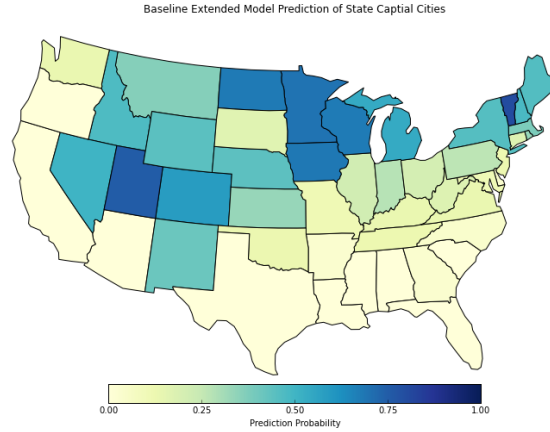 Baseline Extended Model Prediction of State Captial Cities
0.00 0.25 0.50 0.75 1.00
Prediction Probability